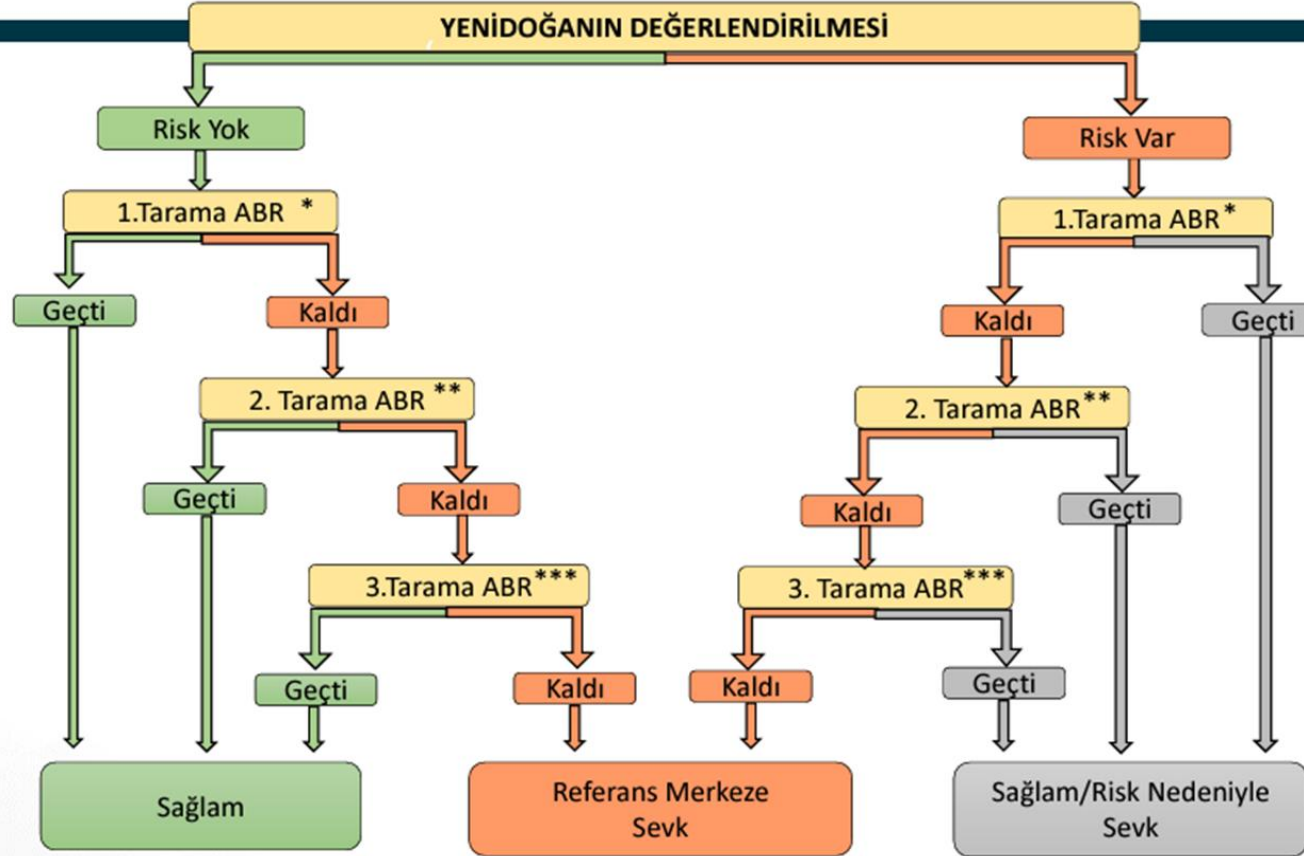 YENİDOĞANIN DEĞERLENDİRİLMESİ
Risk Yok
Risk Var
1.Tarama ABR *
1.Tarama ABR *
Geçti
Kaldı
Kaldı
Geçti
2. Tarama ABR **
2. Tarama ABR **
Geçti
Kaldı
Kaldı
Geçti
3.Tarama ABR ***
3. Tarama ABR ***
Geçti
Kaldı
Kaldı
Geçti
Sağlam
Referans Merkeze
Sevk
Sağlam/Risk Nedeniyle
Sevk